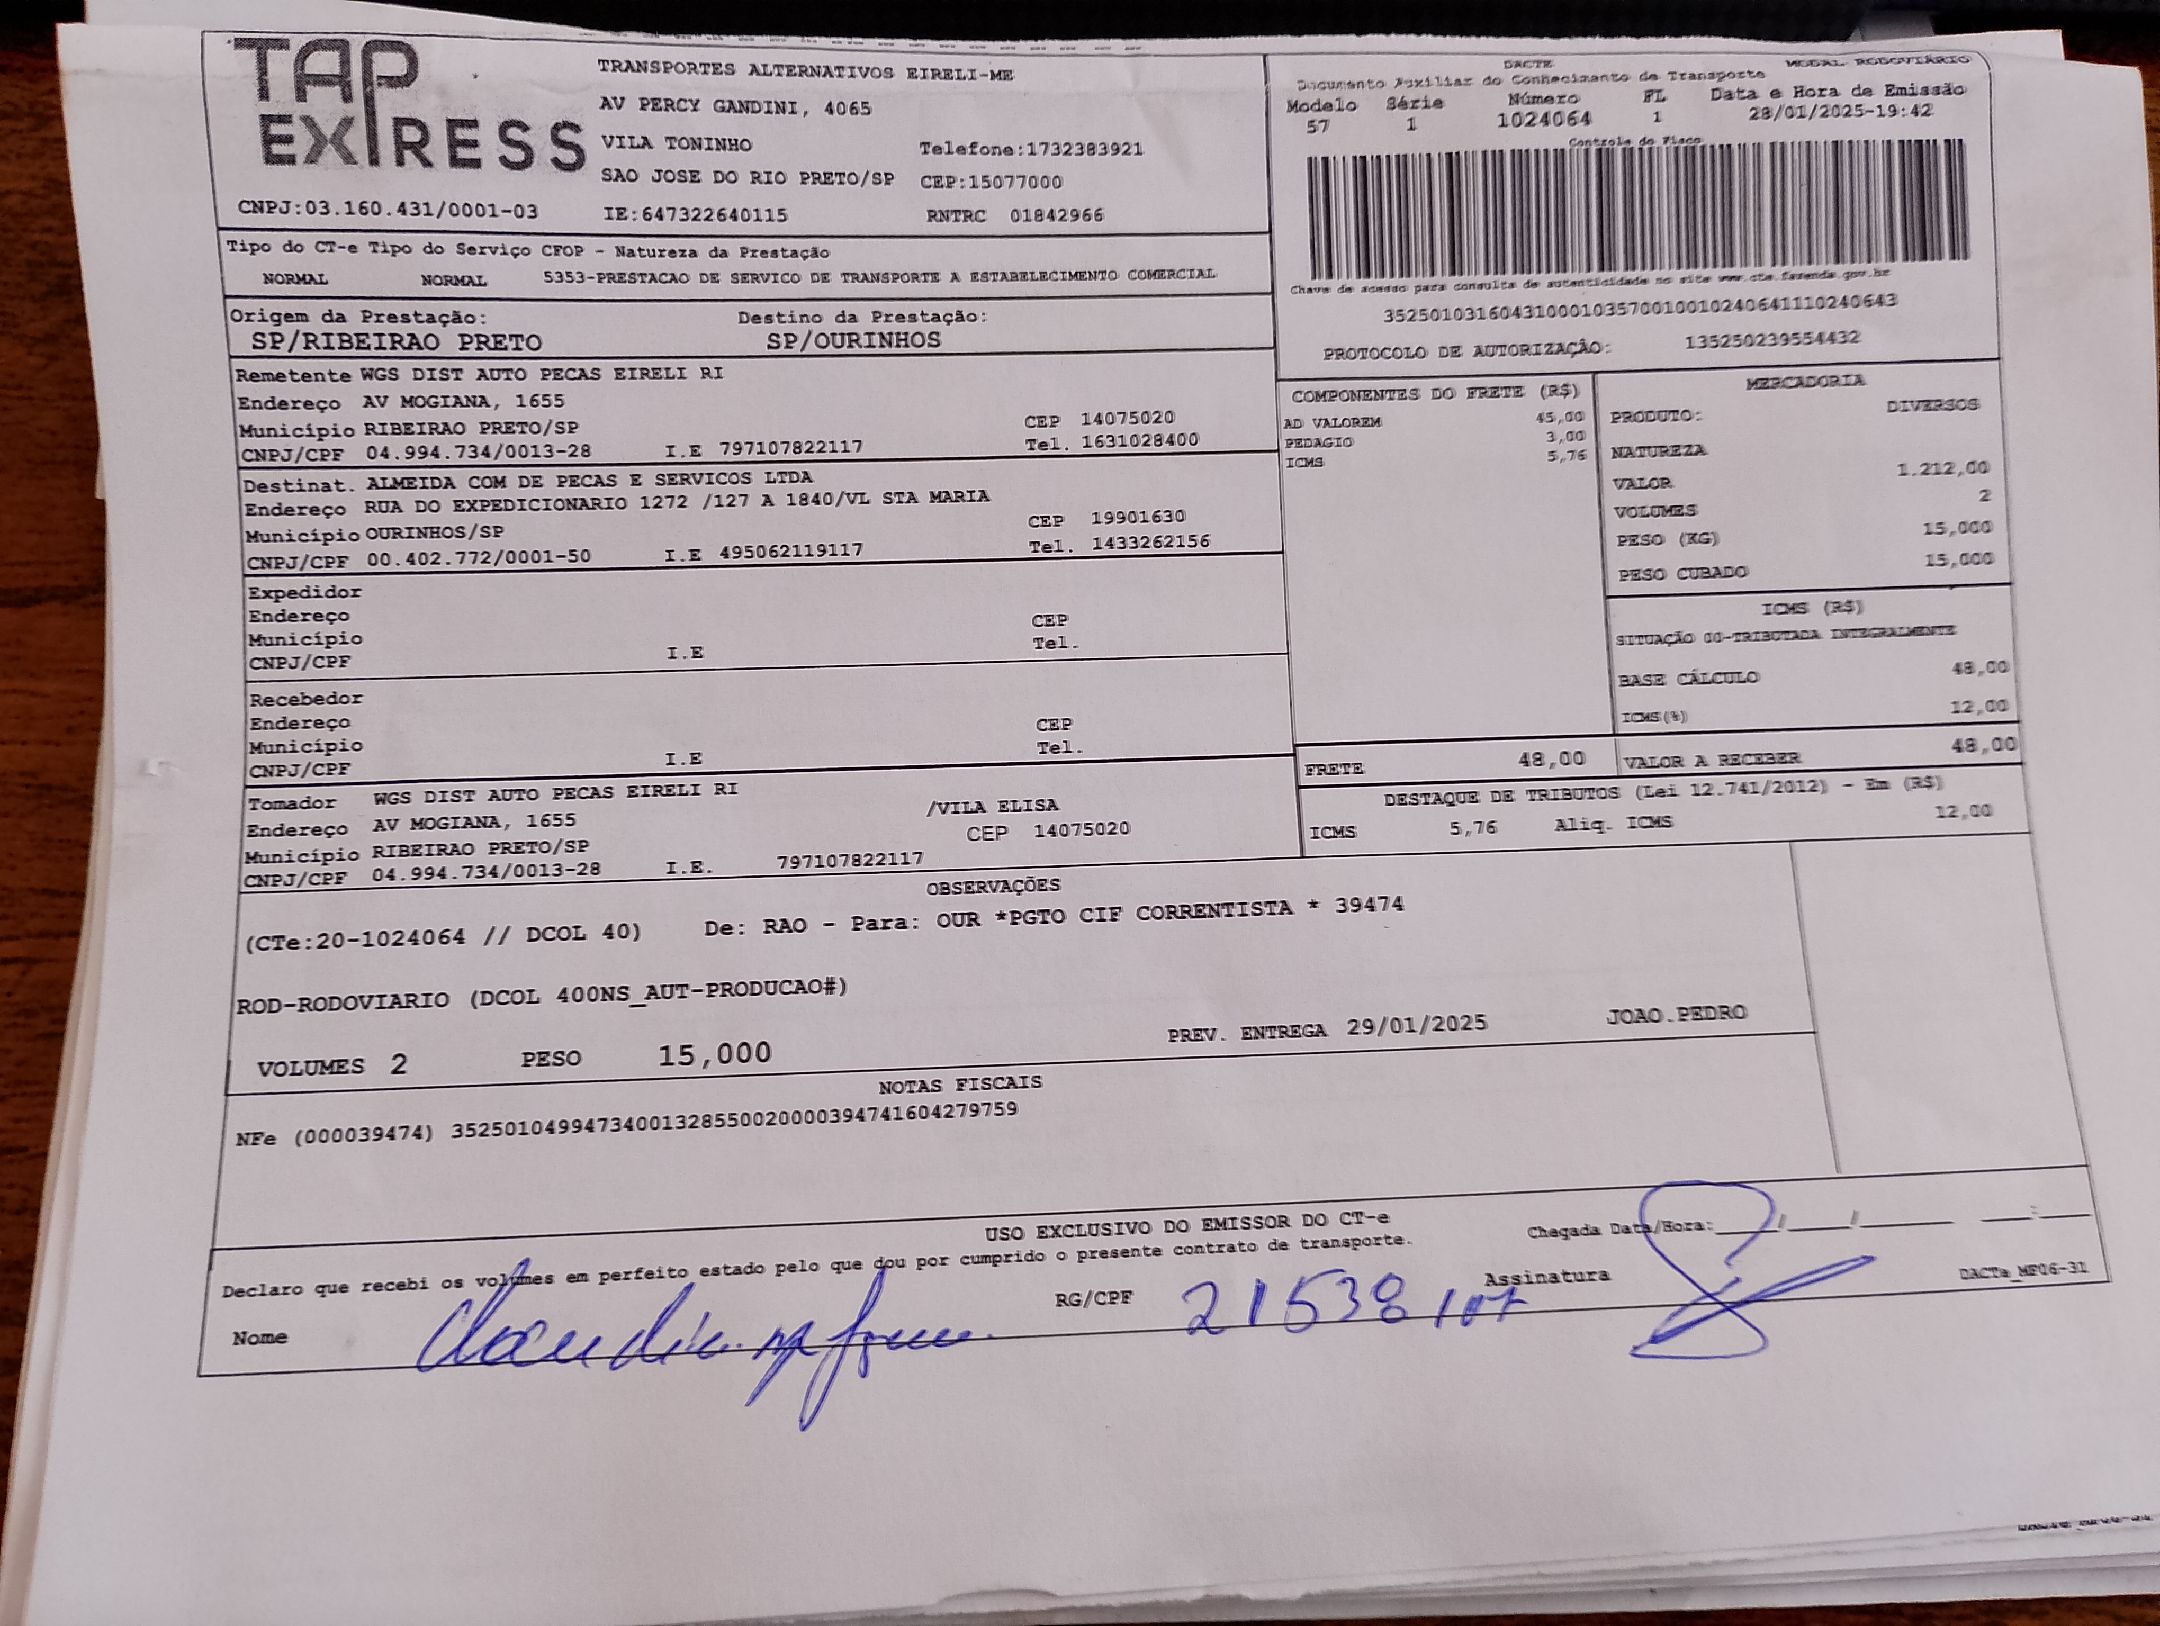 TAP EXPRESS
TRANSPORTES ALTERNATIVOS EIRELI-ME
AV PERCY GANDINI, 4065
VILA TONINHO Telefone:1732383921
SAO JOSE DO RIO PRETO/SP CEP:15077000
CNPJ:03.160.431/0001-03 IE:647322640115 RNTRC 01842966
DACTE MODAL RODOVIÁRIO
Documento Auxiliar do Conhecimento de Transporte
Modelo Série Número FL Data e Hora de Emissão
57 1 1024064 1 28/01/2025-19:42
Controle do Fisco
Chave de acesso para consulta de autenticidade no site www.cte.fazenda.gov.br
35250103160431000103570010010240641110240643
PROTOCOLO DE AUTORIZAÇÃO: 135250239554432
Tipo do CT-e Tipo do Serviço CFOP - Natureza da Prestação
NORMAL NORMAL 5353-PRESTACAO DE SERVICO DE TRANSPORTE A ESTABELECIMENTO COMERCIAL
Origem da Prestação: Destino da Prestação:
SP/RIBEIRAO PRETO SP/OURINHOS
Remetente WGS DIST AUTO PECAS EIRELI RI
Endereço AV MOGIANA, 1655
Município RIBEIRAO PRETO/SP CEP 14075020
CNPJ/CPF 04.994.734/0013-28 I.E 797107822117 Tel. 1631028400
Destinat. ALMEIDA COM DE PECAS E SERVICOS LTDA
Endereço RUA DO EXPEDICIONARIO 1272 /127 A 1840/VL STA MARIA
Município OURINHOS/SP CEP 19901630
CNPJ/CPF 00.402.772/0001-50 I.E 495062119117 Tel. 1433262156
Expedidor
Endereço
Município CEP
CNPJ/CPF I.E Tel.
Recebedor
Endereço
Município CEP
CNPJ/CPF I.E Tel.
Tomador WGS DIST AUTO PECAS EIRELI RI
Endereço AV MOGIANA, 1655 /VILA ELISA
Município RIBEIRAO PRETO/SP CEP 14075020
CNPJ/CPF 04.994.734/0013-28 I.E. 797107822117
COMPONENTES DO FRETE (R$)
AD VALOREM 45,00
PEDAGIO 3,00
ICMS 5,76
MERCADORIA
PRODUTO: DIVERSOS
NATUREZA
VALOR 1.212,00
VOLUMES 2
PESO (KG) 15,000
PESO CUBADO 15,000
ICMS (R$)
SITUAÇÃO 00-TRIBUTADA INTEGRALMENTE
BASE CÁLCULO 48,00
ICMS(%) 12,00
FRETE 48,00 VALOR A RECEBER 48,00
DESTAQUE DE TRIBUTOS (Lei 12.741/2012) - Em (R$)
ICMS 5,76 Aliq. ICMS 12,00
OBSERVAÇÕES
(CTe:20-1024064 // DCOL 40) De: RAO - Para: OUR *PGTO CIF CORRENTISTA * 39474
ROD-RODOVIARIO (DCOL 400NS_AUT-PRODUCAO#)
VOLUMES 2 PESO 15,000 PREV. ENTREGA 29/01/2025 JOAO.PEDRO
NOTAS FISCAIS
NFe (000039474) 35250104994734001328550020000394741604279759
USO EXCLUSIVO DO EMISSOR DO CT-e
Declaro que recebi os volumes em perfeito estado pelo que dou por cumprido o presente contrato de transporte. Chegada Data/Hora:
Nome RG/CPF 21538107 Assinatura DACTe_MF06-31